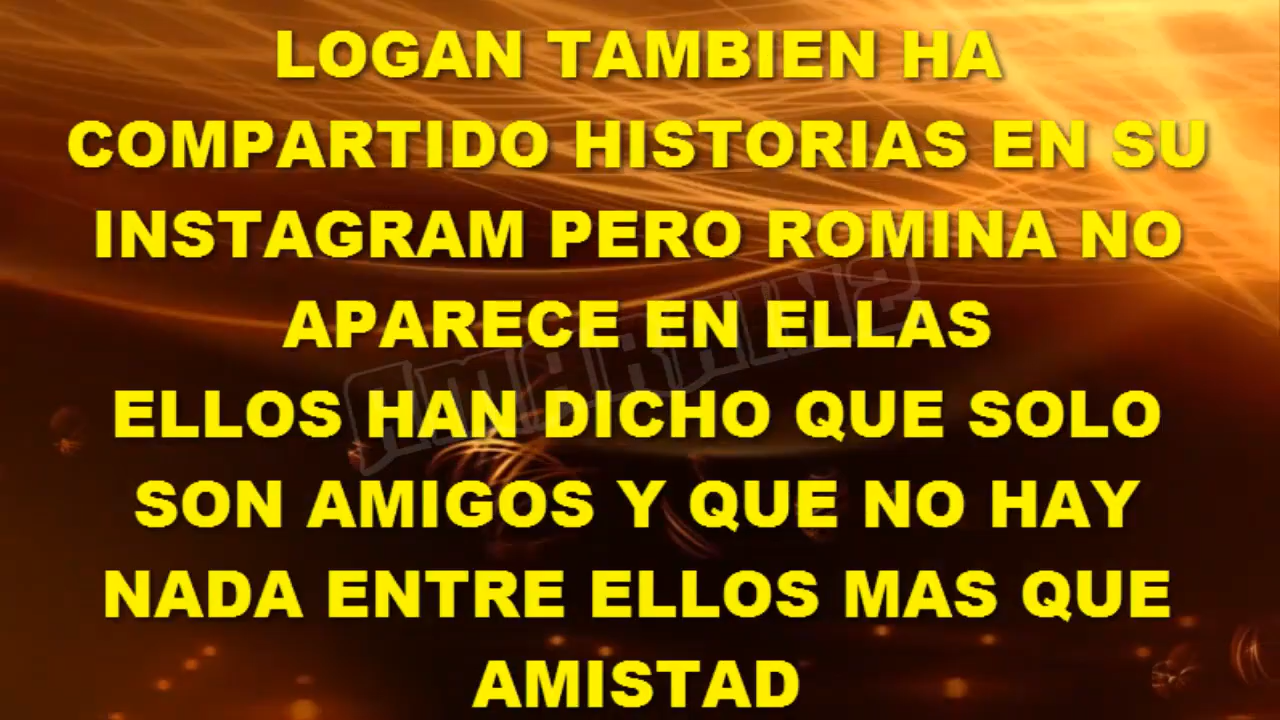 LOGAN TAMBIEN HA
COMPARTIDO HISTORIAS EN SU
INSTAGRAM PERO ROMINA NO
APARECE EN ELLAS
ELLOS HAN DICHO QUE SOLO
SON AMIGOS Y QUE NO HAY
NADA ENTRE ELLOS MAS QUE
AMISTAD